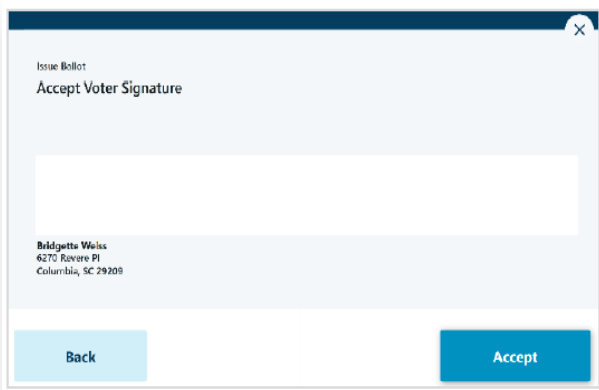 Issue Ballot
Accept Voter Signature
Bridgette Weiss
6270 Revere Pl
Columbia, SC 29209
Back
Accept